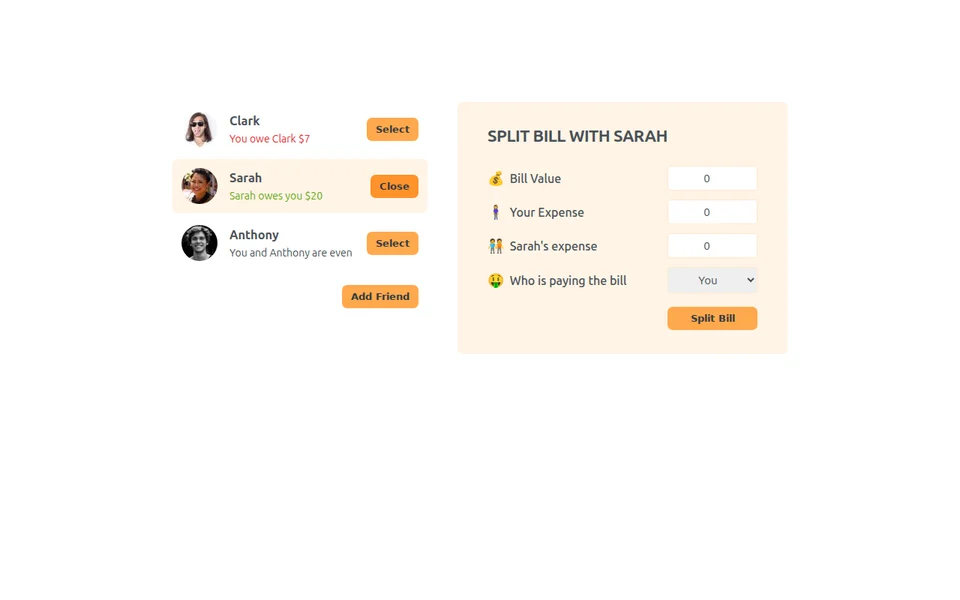 Clark
You owe Clark $7
Select
Sarah
Sarah owes you $20
Close
Anthony
You and Anthony are even
Select
Add Friend
SPLIT BILL WITH SARAH
💰 Bill Value
0
🧍‍♀️ Your Expense
0
🧑‍🤝‍🧑 Sarah's expense
0
🤑 Who is paying the bill
You
Split Bill